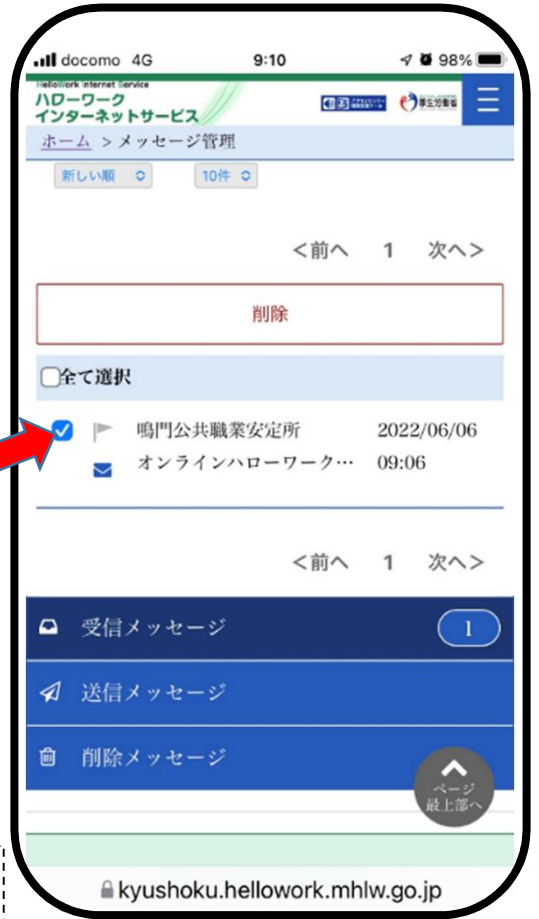 docomo 4G 9:10 98%
HelloWork Internet Service
ハローワーク
インターネットサービス
厚生労働省
ホーム > メッセージ管理
新しい順 10件
<前へ 1 次へ>
削除
全て選択
鳴門公共職業安定所 2022/06/06
オンラインハローワーク… 09:06
<前へ 1 次へ>
受信メッセージ 1
送信メッセージ
削除メッセージ
ページ
最上部へ
kyushoku.hellowork.mhlw.go.jp